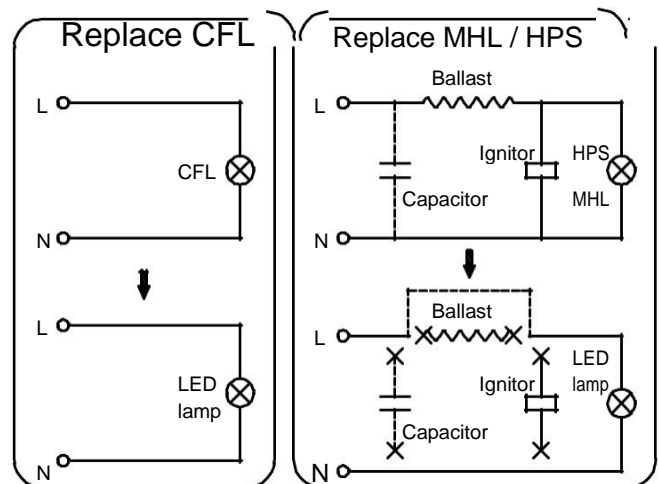 Replace CFL
L
CFL
N
L
LED
lamp
N
Replace MHL / HPS
Ballast
L
Ignitor
HPS
MHL
Capacitor
N
Ballast
L
LED
lamp
Ignitor
Capacitor
N